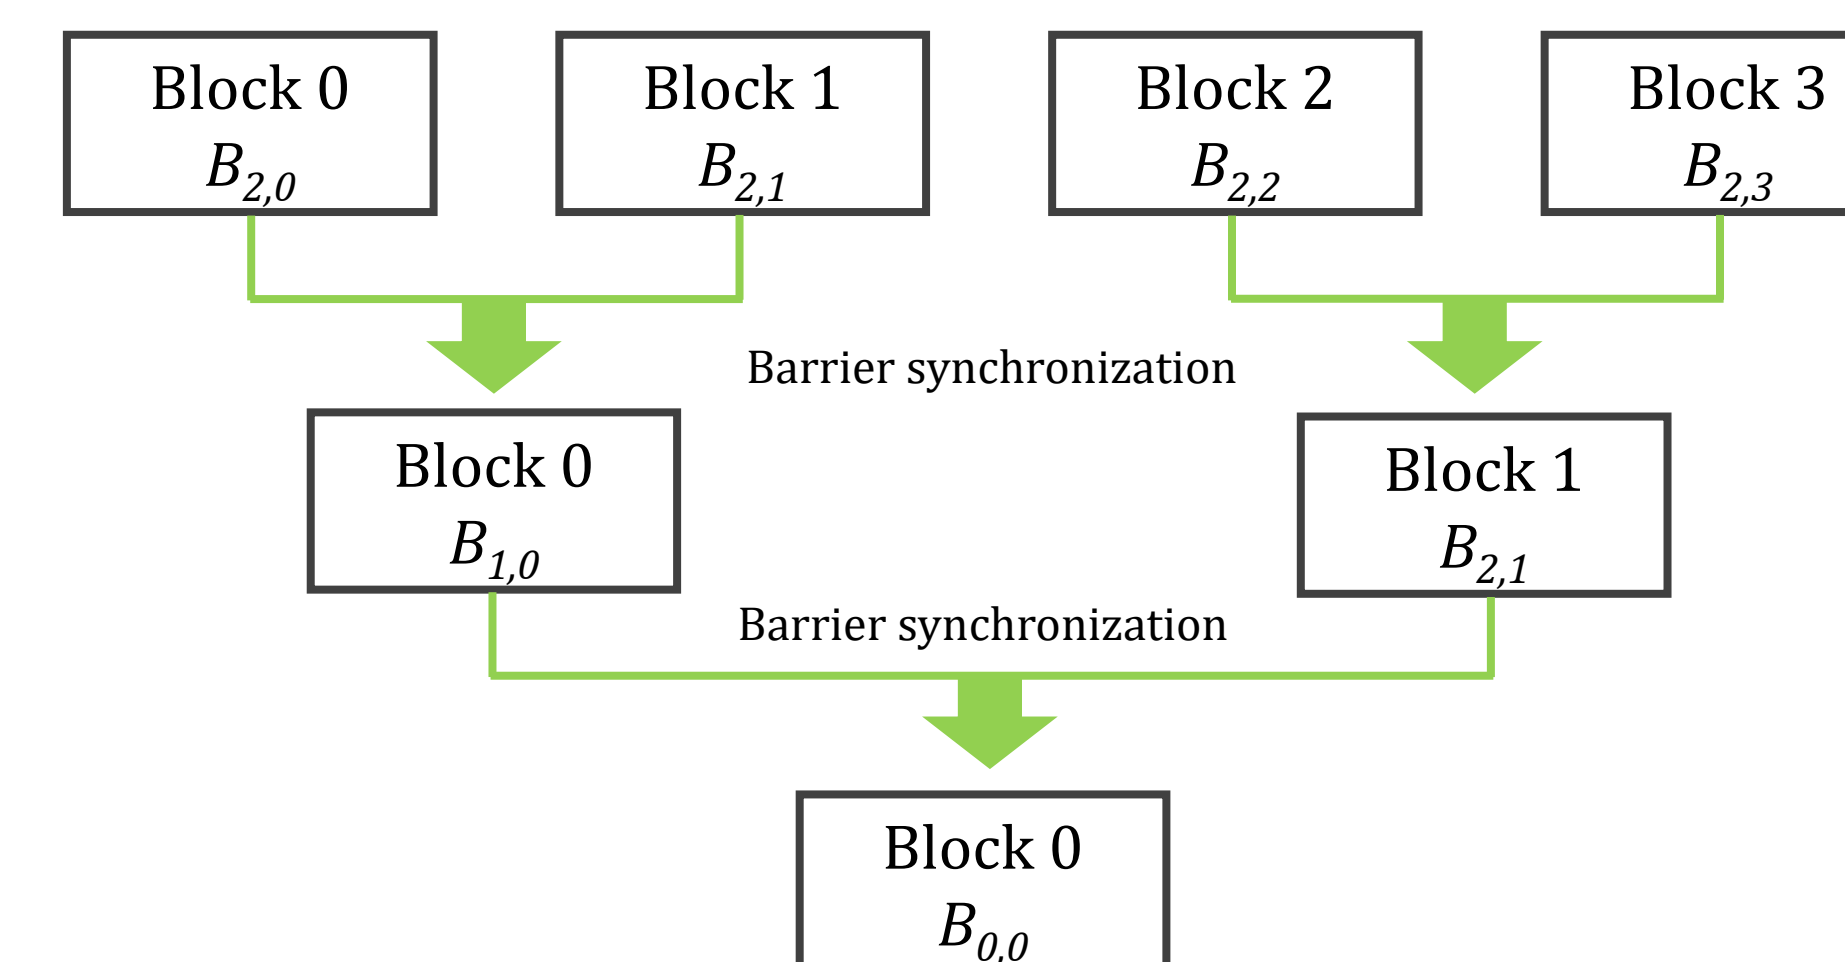 Block 0
B2,0
Block 1
B2,1
Block 2
B2,2
Block 3
B2,3
Barrier synchronization
Block 0
B1,0
Block 1
B2,1
Barrier synchronization
Block 0
B0,0